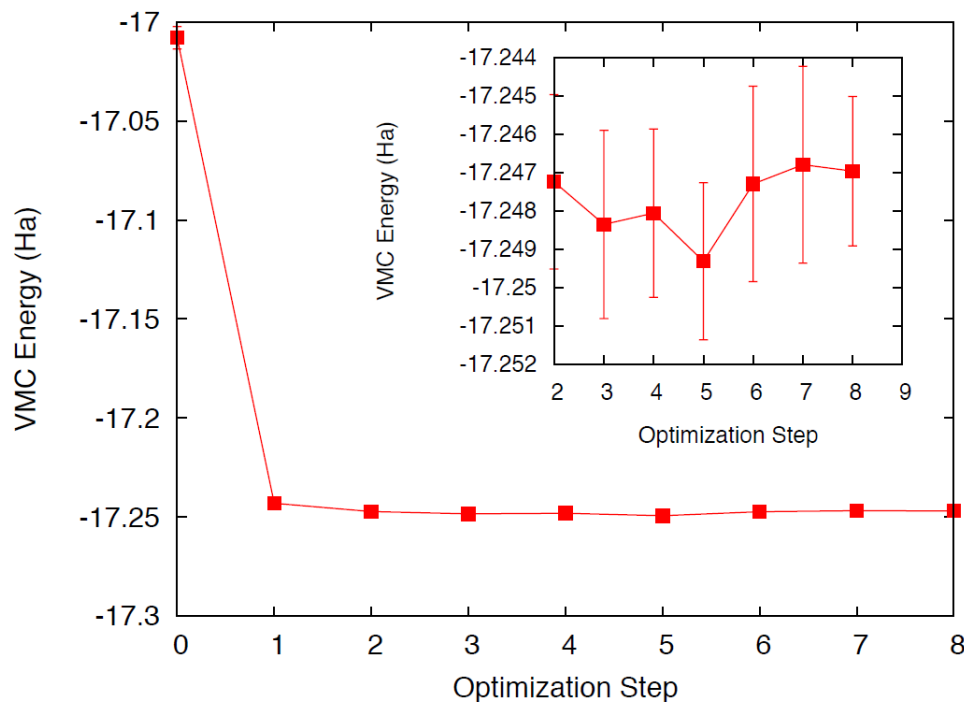 -17
-17.05
-17.1
-17.15
-17.2
-17.25
-17.3
VMC Energy (Ha)
0 1 2 3 4 5 6 7 8
Optimization Step
-17.244
-17.245
-17.246
-17.247
-17.248
-17.249
-17.25
-17.251
-17.252
VMC Energy (Ha)
2 3 4 5 6 7 8 9
Optimization Step